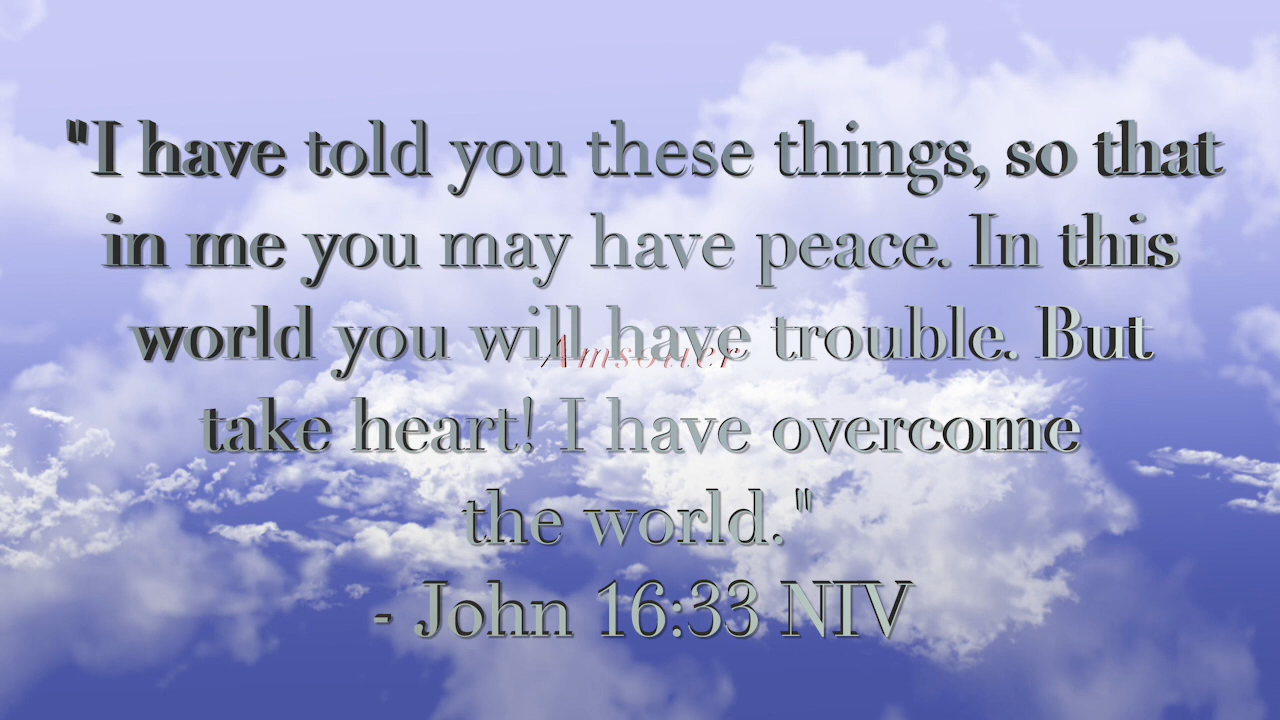 "I have told you these things, so that
in me you may have peace. In this
world you will have trouble. But
Amsoller
take heart! I have overcome
the world."
- John 16:33 NIV